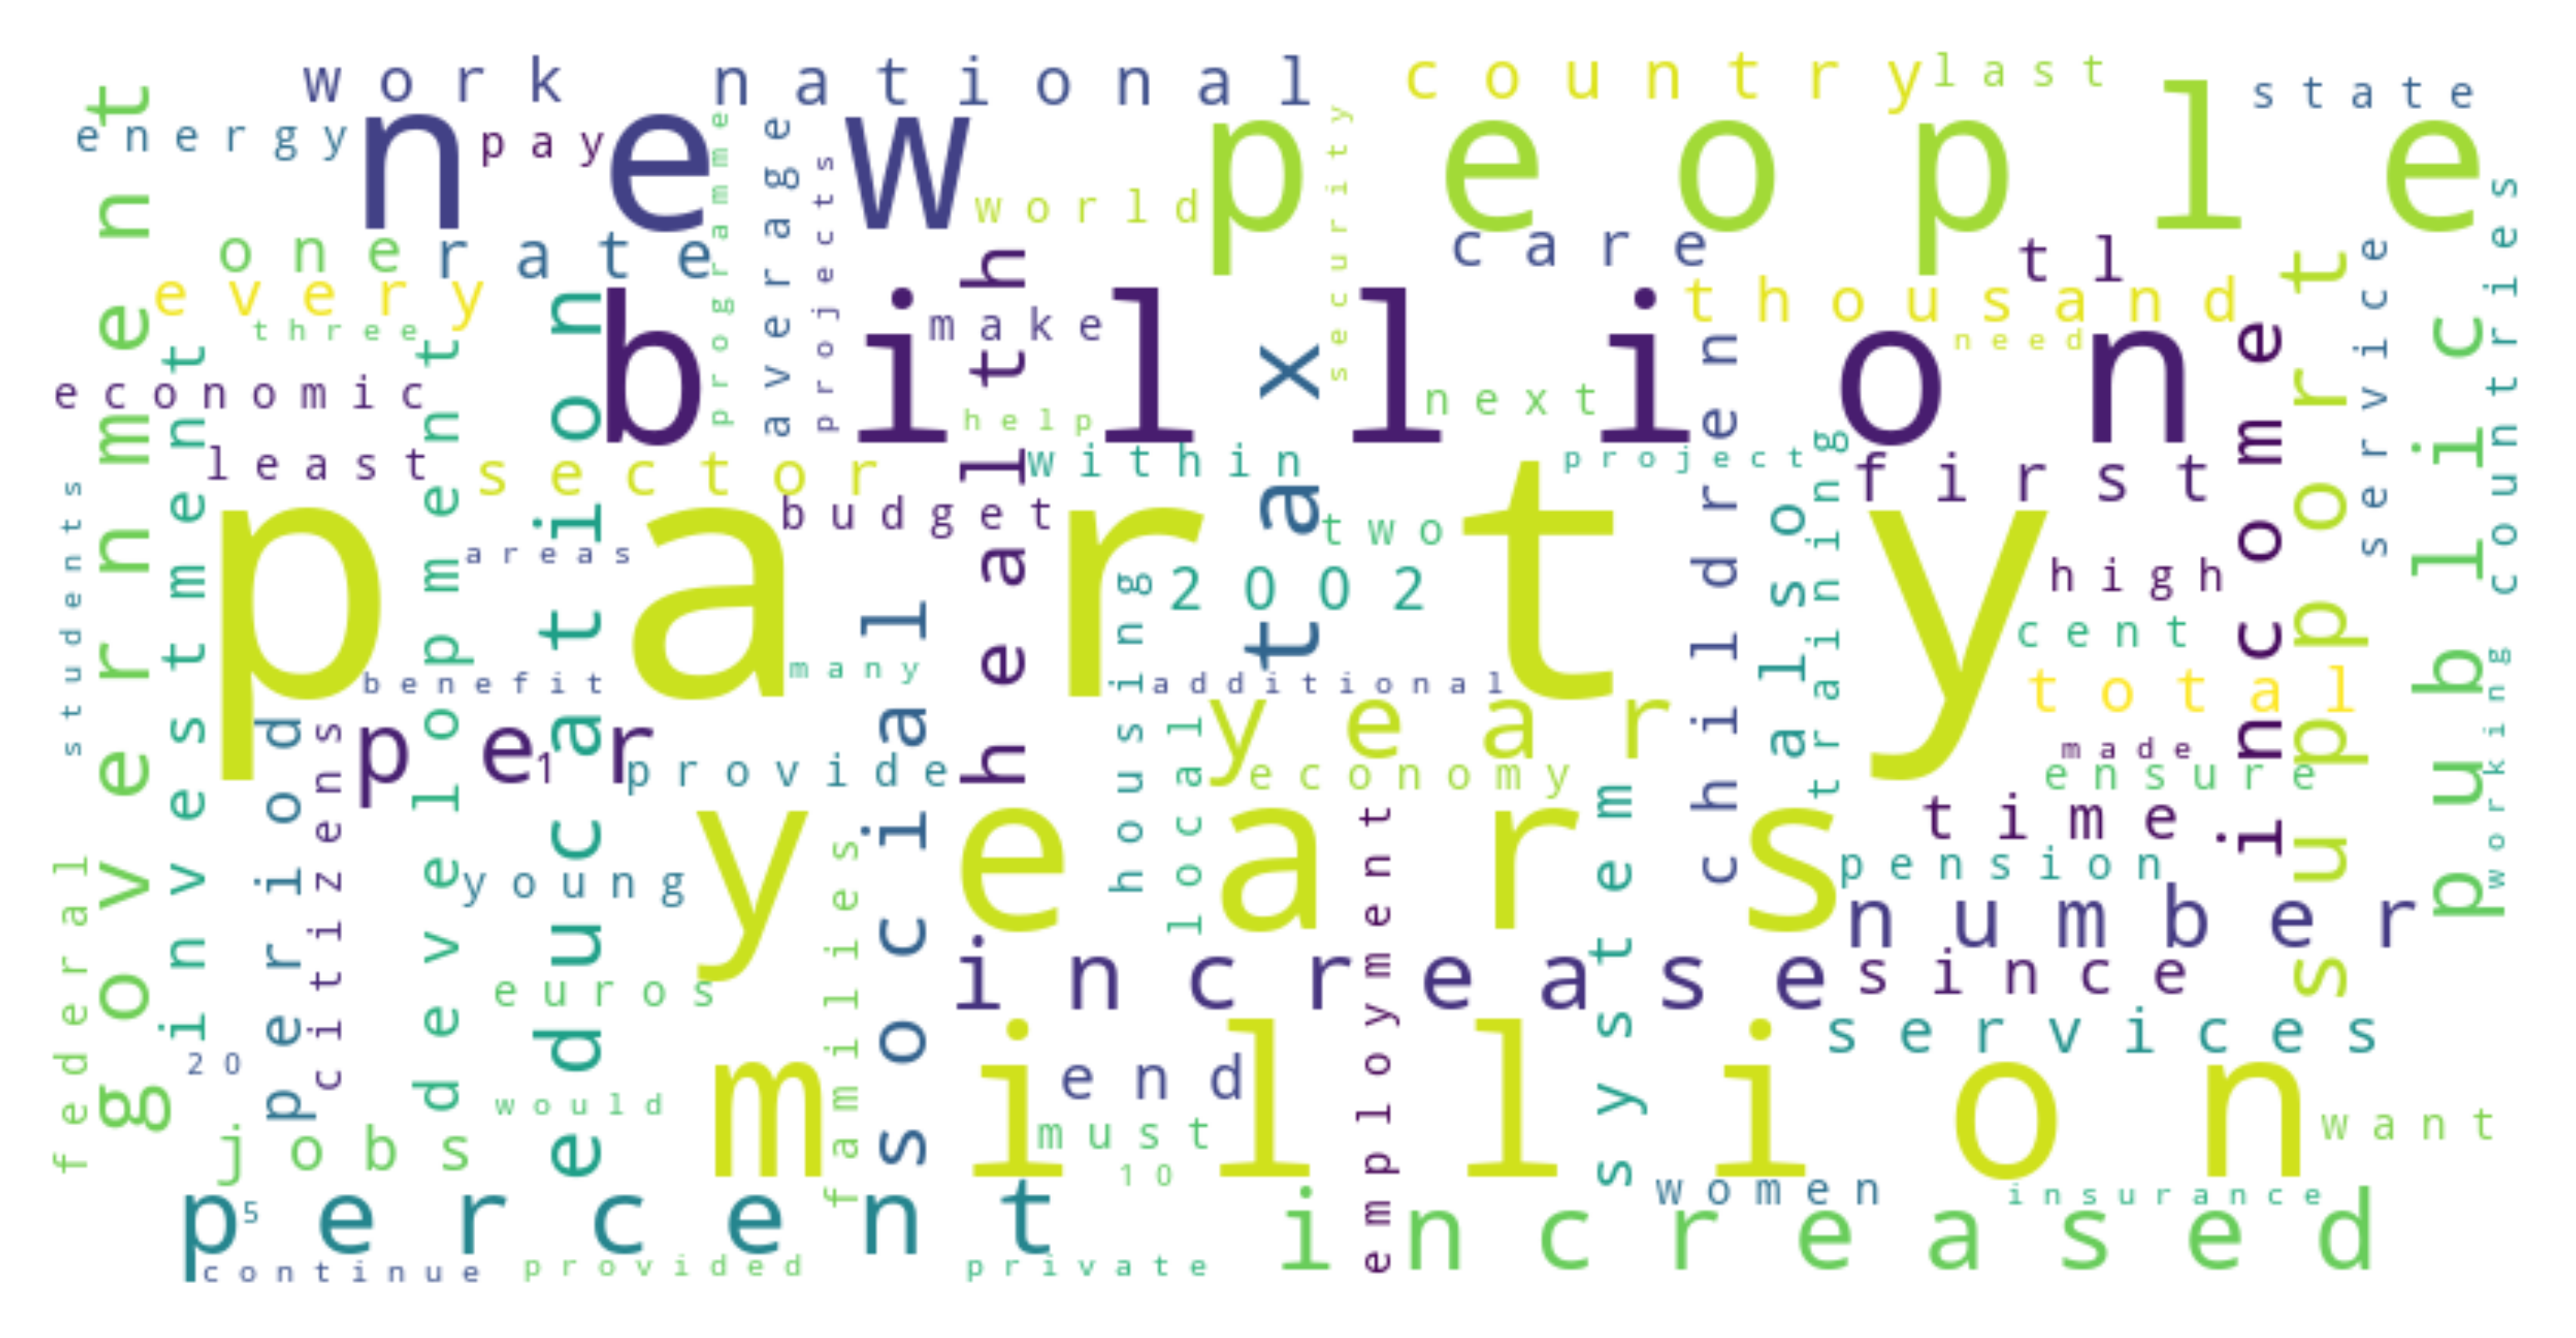 work
national
country
last
state
energy
new
pay
people
world
programme
average
projects
security
countries
government
one
rate
care
tl
every
thousand
three
billion
make
need
service
support
public
income
health
tax
economic
help
next
least
sector
within
project
first
investment
development
education
children
also
training
budget
two
students
areas
2002
high
cent
housing
many
benefit
additional
total
party
period
citizens
per
1
provide
year
local
economy
made
ensure
working
years
time
young
pension
families
social
employment
system
number
federal
euros
increase
since
20
end
services
million
would
must
want
jobs
10
women
insurance
percent
5
increased
continue
provided
private